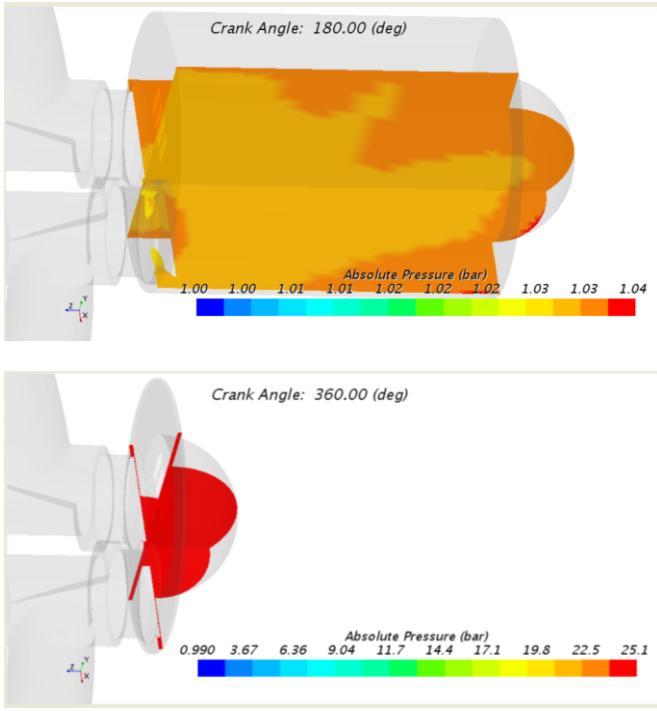 Crank Angle: 180.00 (deg)
Absolute Pressure (bar)
1.00 1.00 1.01 1.01 1.02 1.02 1.02 1.03 1.03 1.04
Z Y X
Crank Angle: 360.00 (deg)
Absolute Pressure (bar)
0.990 3.67 6.36 9.04 11.7 14.4 17.1 19.8 22.5 25.1
Z Y X